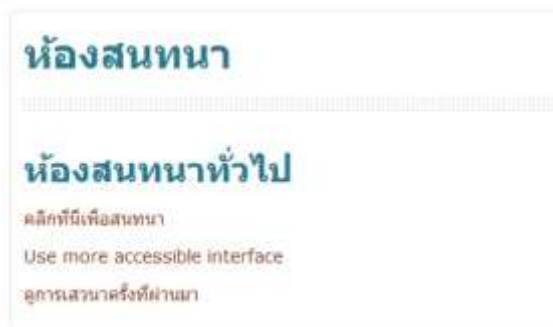 ห้องสนทนา
ห้องสนทนาทั่วไป
คลิกที่นี่เพื่อสนทนา
Use more accessible interface
ดูการเสวนาครั้งที่ผ่านมา